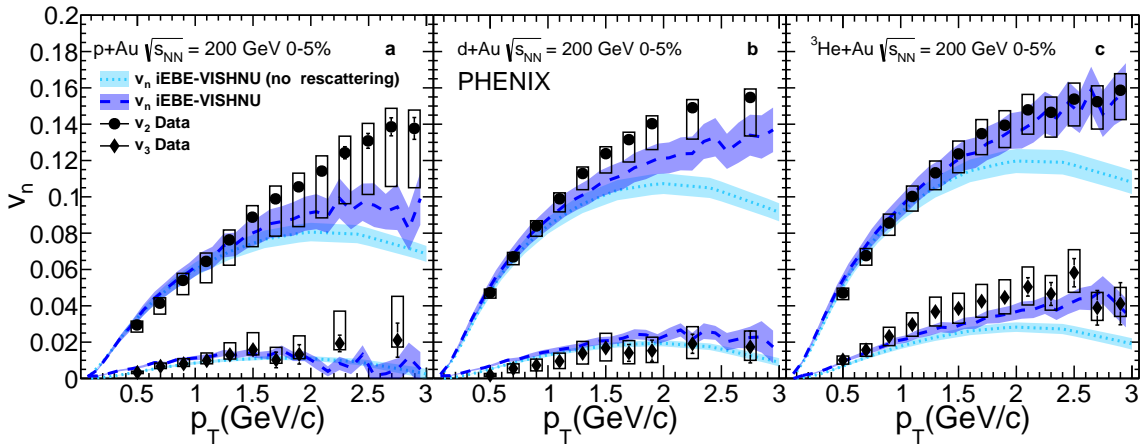 p+Au √s_NN = 200 GeV 0-5% a
v_n iEBE-VISHNU (no rescattering)
v_n iEBE-VISHNU
v_2 Data
v_3 Data
d+Au √s_NN = 200 GeV 0-5% b
PHENIX
³He+Au √s_NN = 200 GeV 0-5% c
v_n
0.2
0.18
0.16
0.14
0.12
0.1
0.08
0.06
0.04
0.02
0
0.5 1 1.5 2 2.5 3
0.5 1 1.5 2 2.5 3
0.5 1 1.5 2 2.5 3
p_T(GeV/c) p_T(GeV/c) p_T(GeV/c)